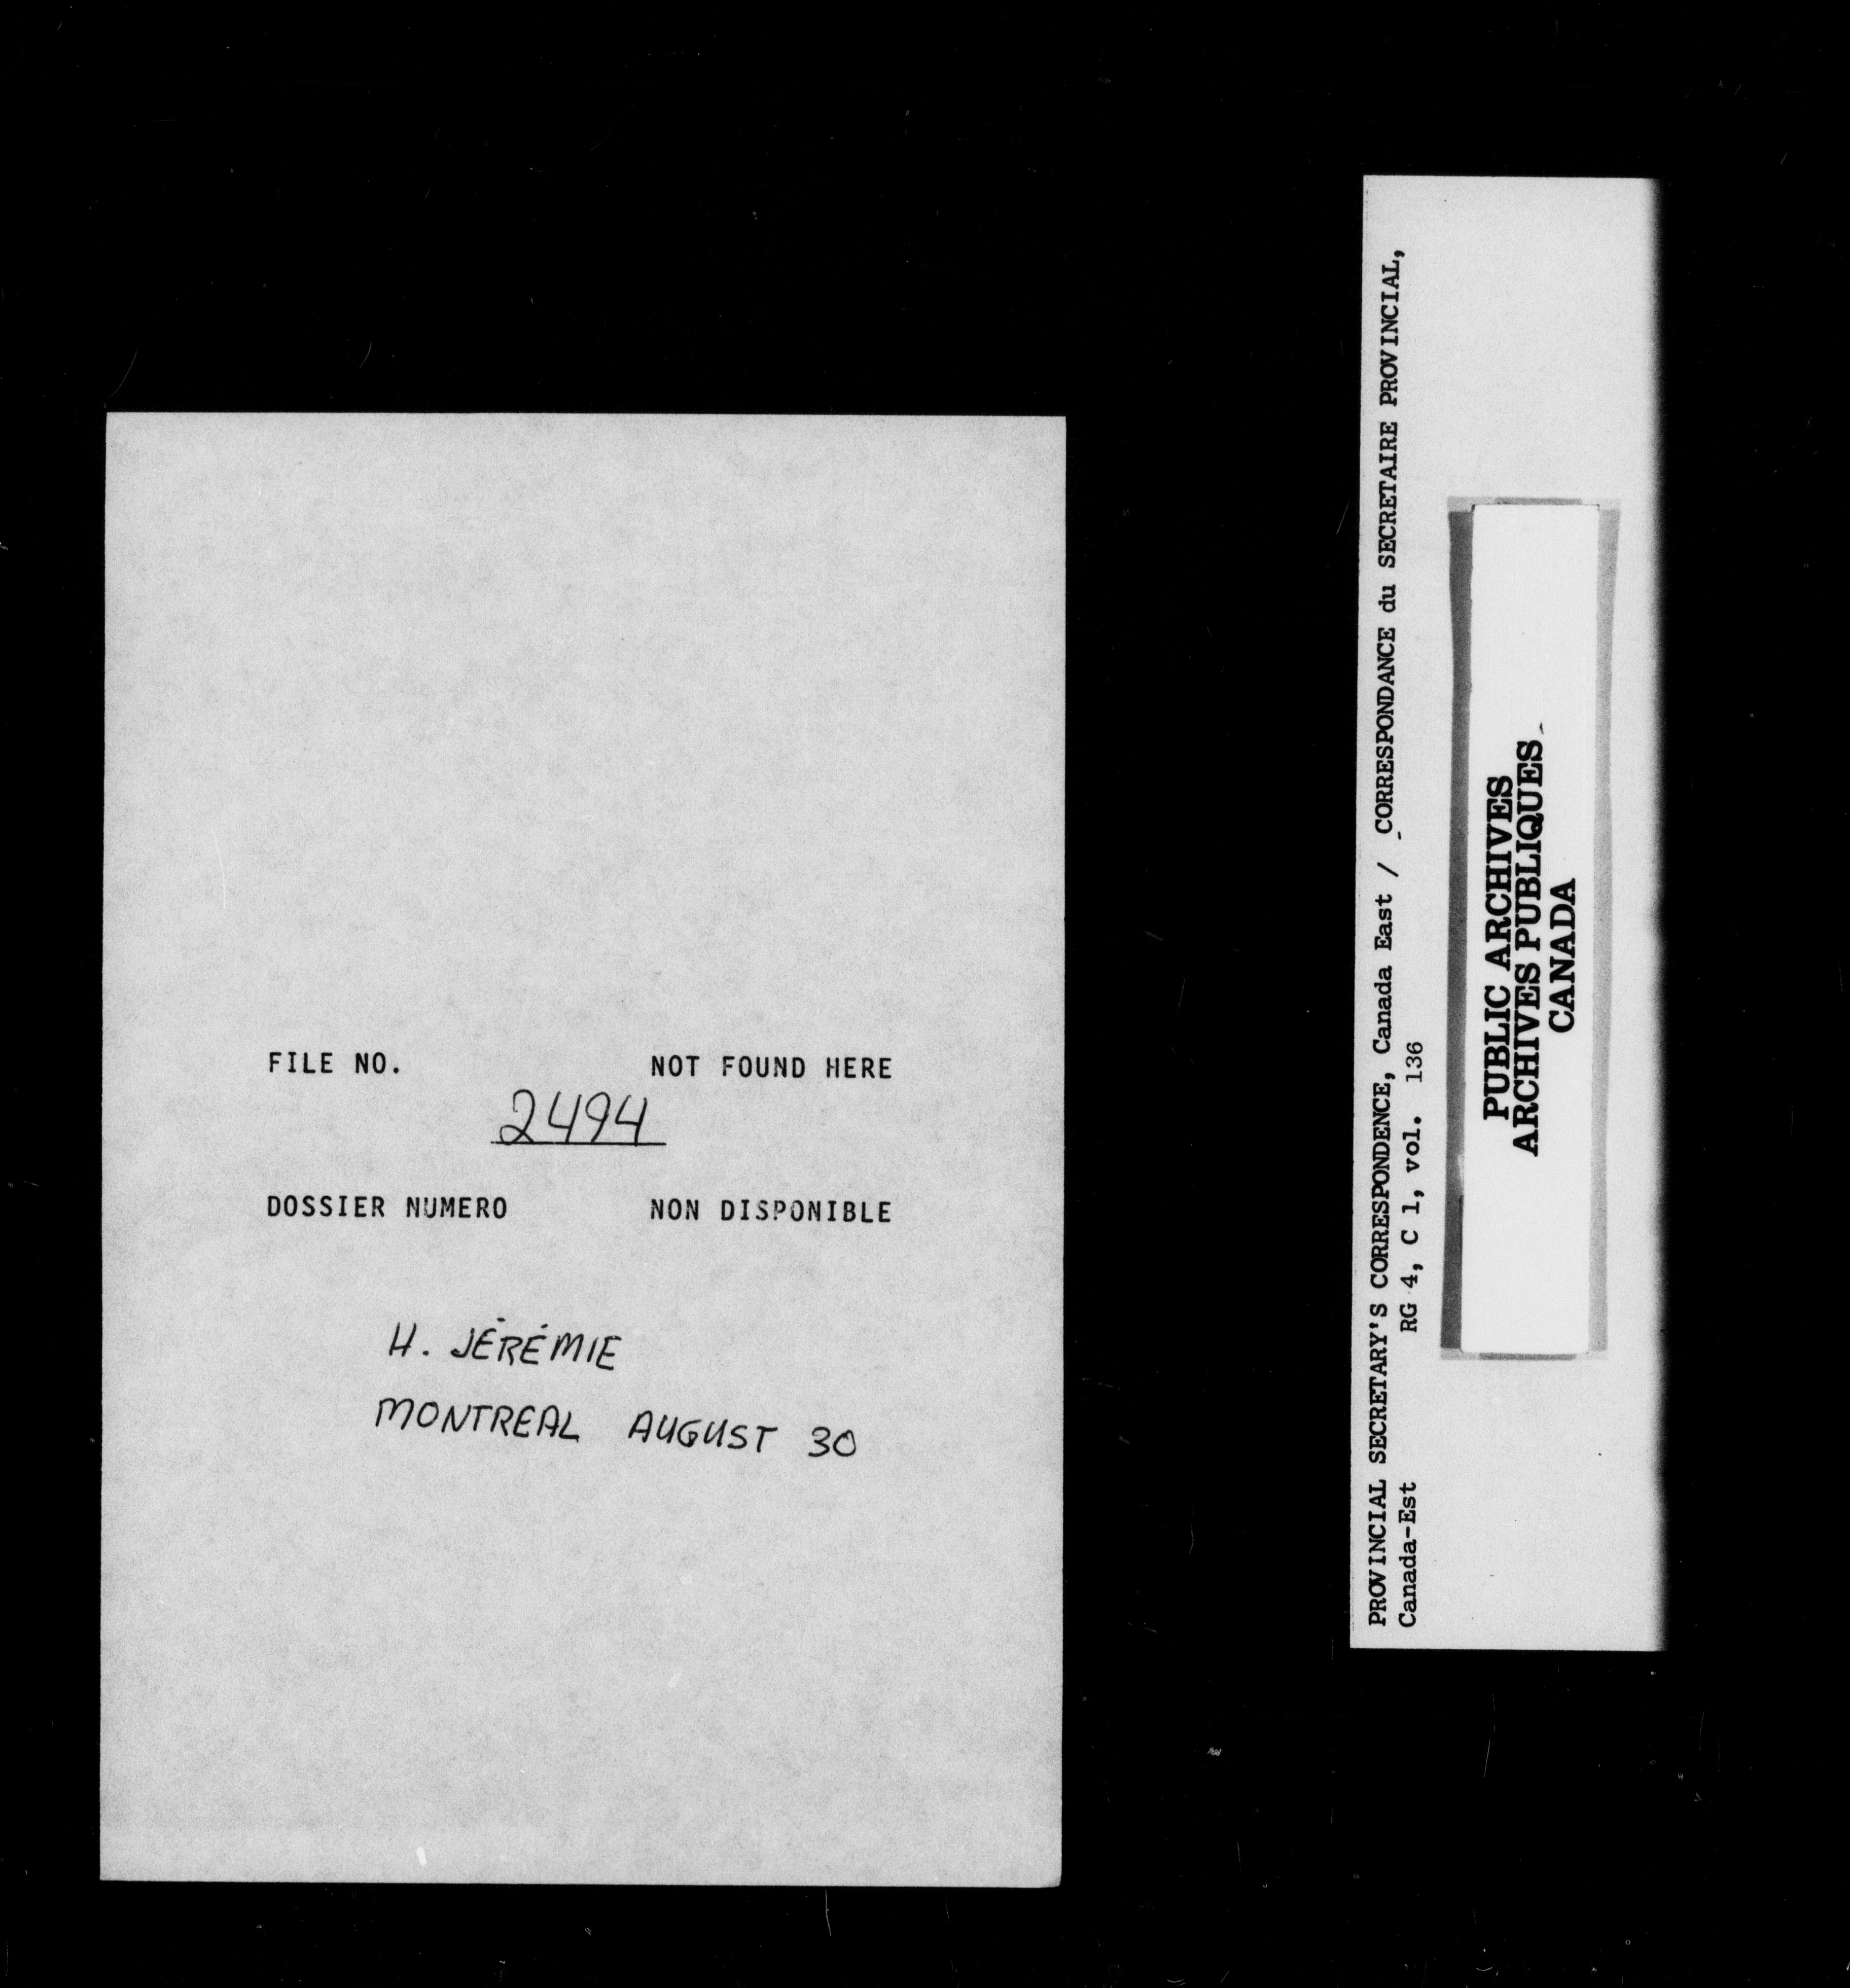 FILE NO. NOT FOUND HERE
2494
DOSSIER NUMERO NON DISPONIBLE
H. JÉRÉMIE
MONTREAL AUGUST 30
PROVINCIAL SECRETARY'S CORRESPONDENCE, Canada East / CORRESPONDANCE du SECRETAIRE PROVINCIAL,
Canada-Est RG 4, C 1, vol. 136
PUBLIC ARCHIVES
ARCHIVES PUBLIQUES
CANADA